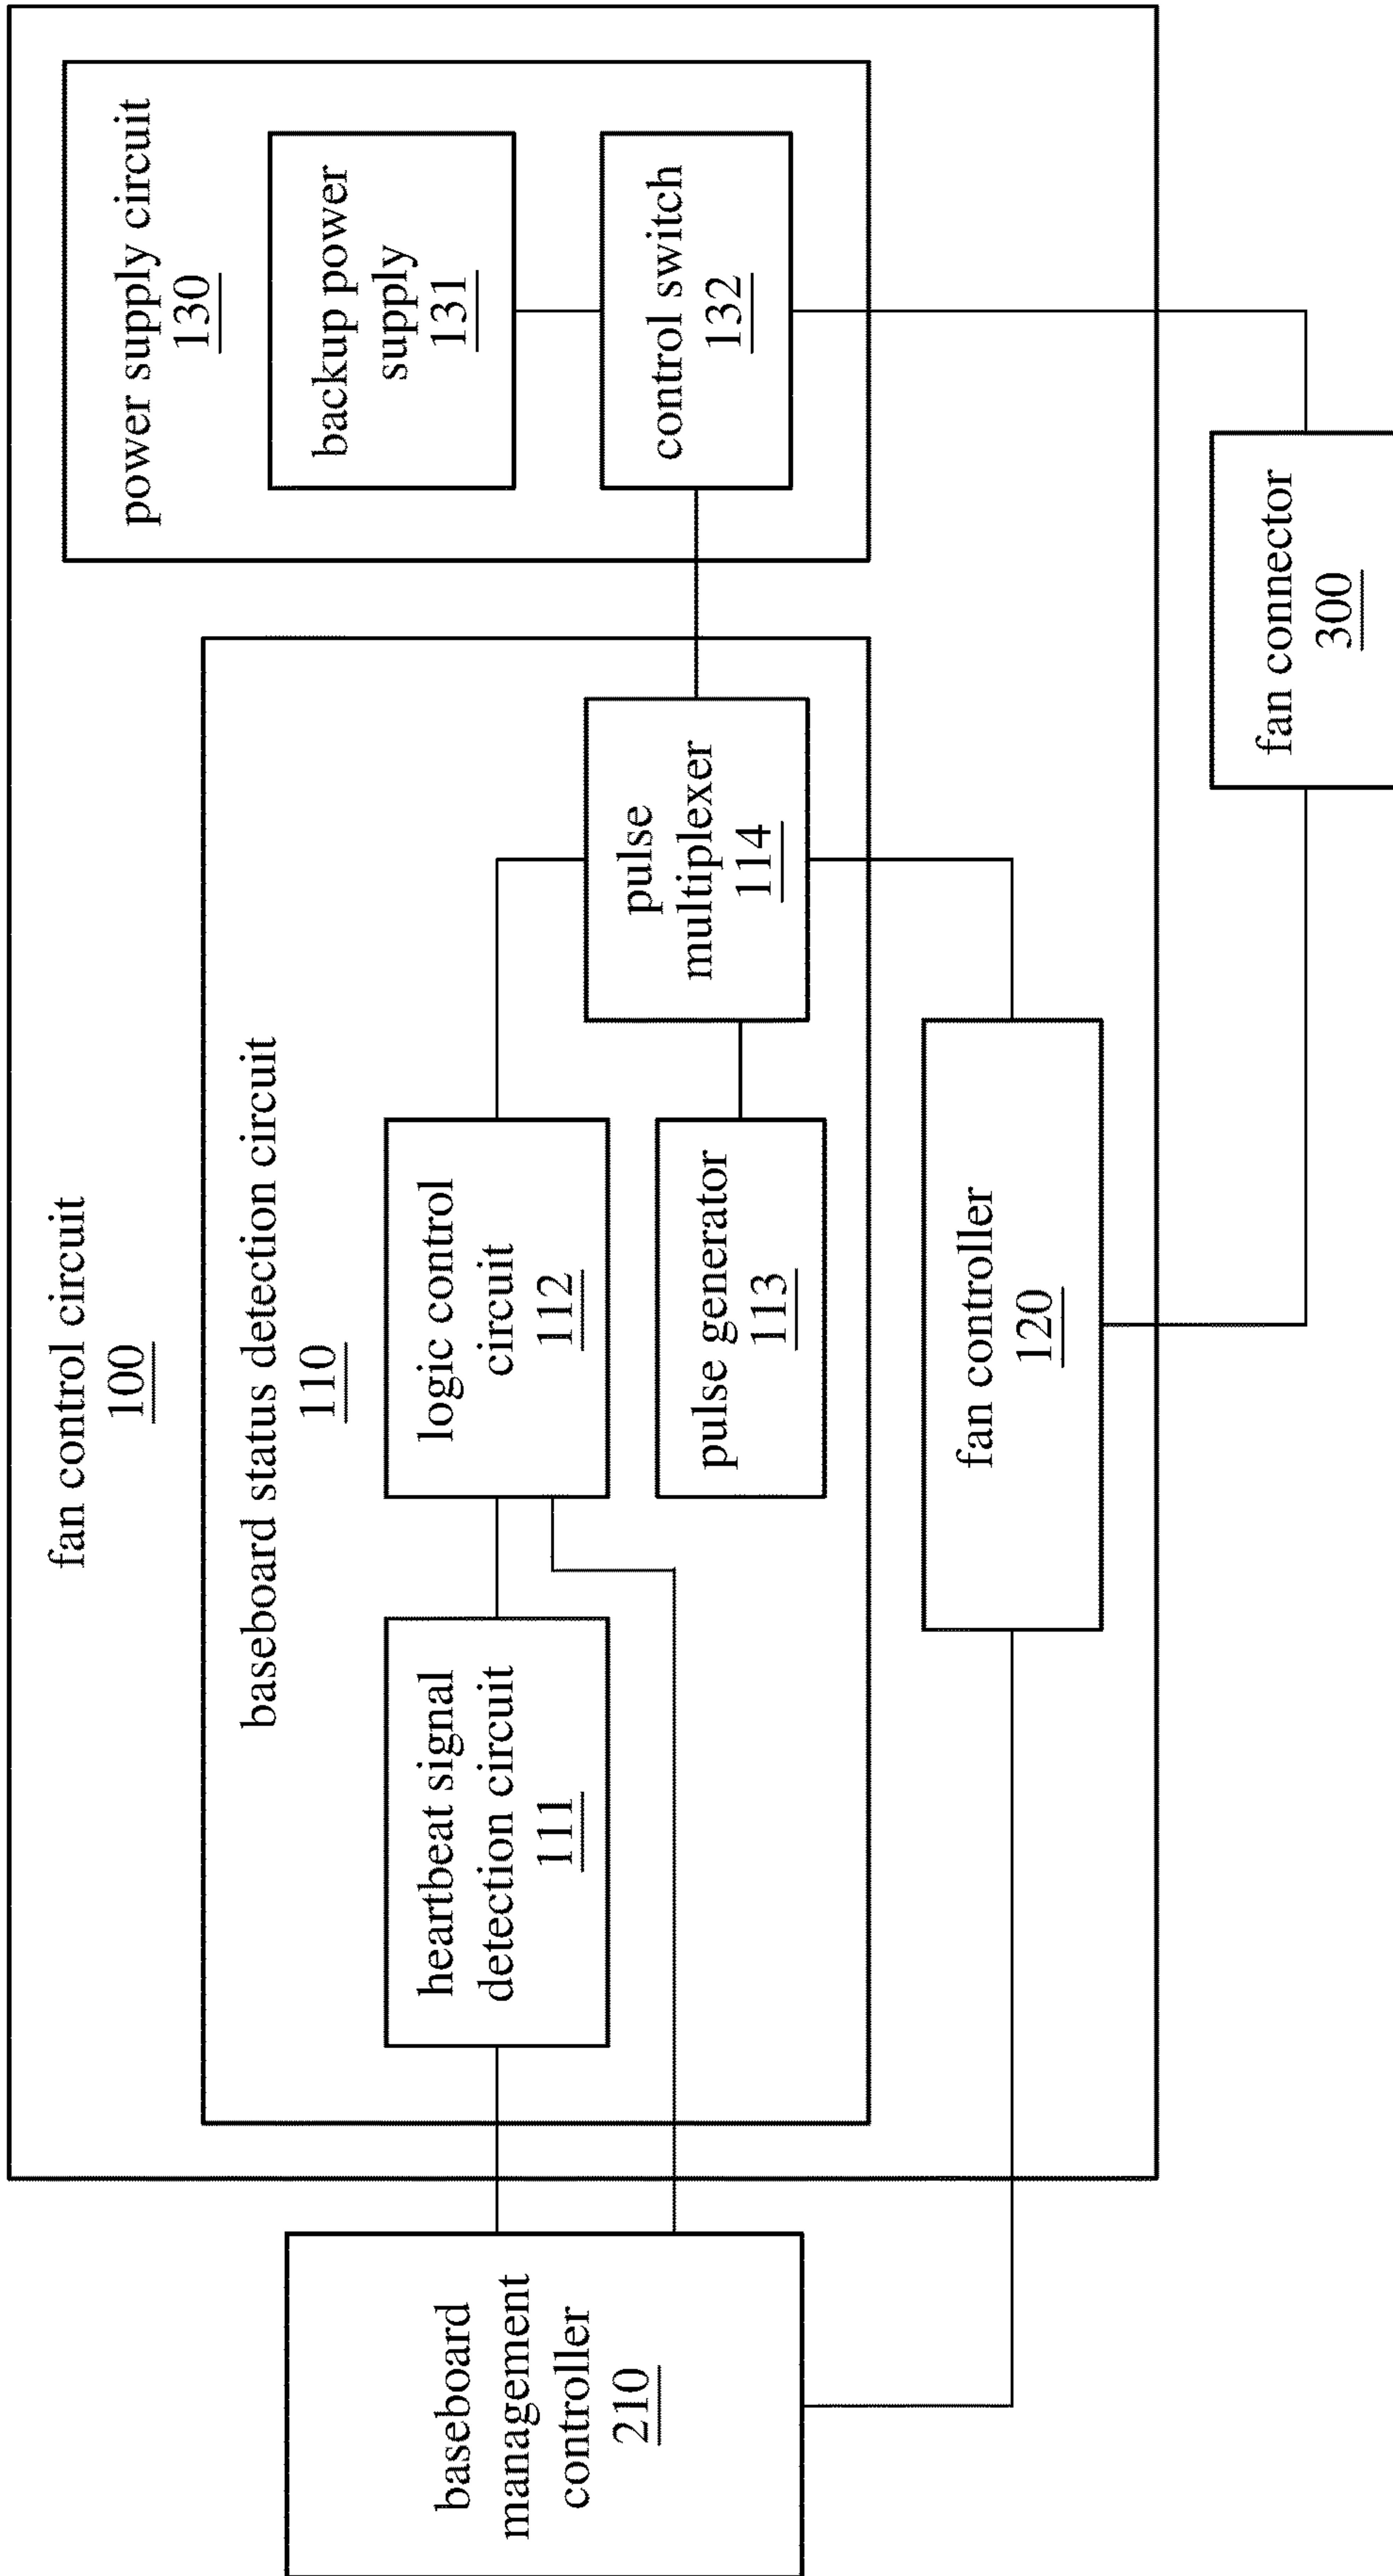 fan control circuit
100
baseboard status detection circuit
110
power supply circuit
130
baseboard
management
controller
210
heartbeat signal
detection circuit
111
logic control
circuit
112
pulse generator
113
pulse
multiplexer
114
backup power
supply
131
control switch
132
fan controller
120
fan connector
300